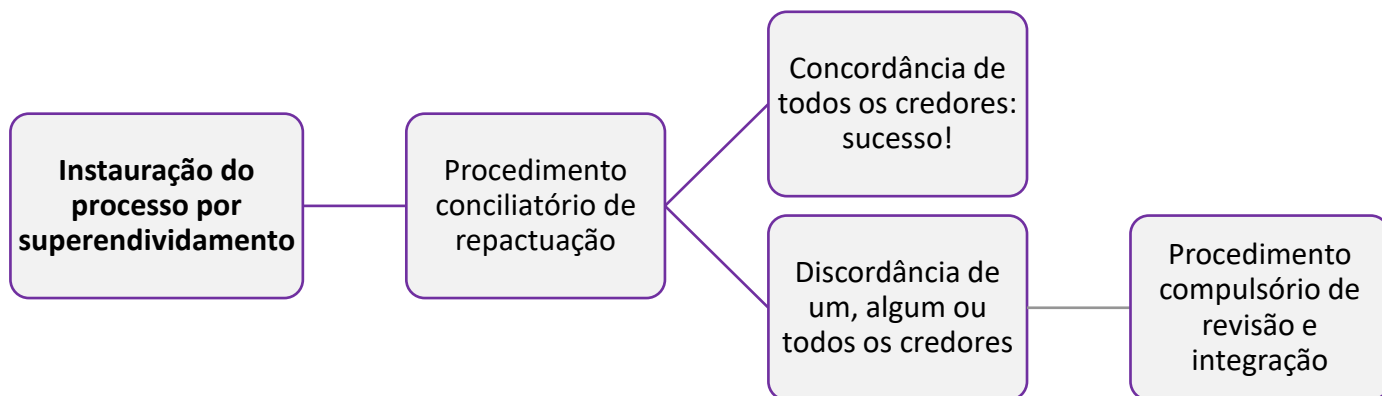 Instauração do
processo por
superendividamento
Procedimento
conciliatório de
repactuação
Concordância de
todos os credores:
sucesso!
Discordância de
um, algum ou
todos os credores
Procedimento
compulsório de
revisão e
integração